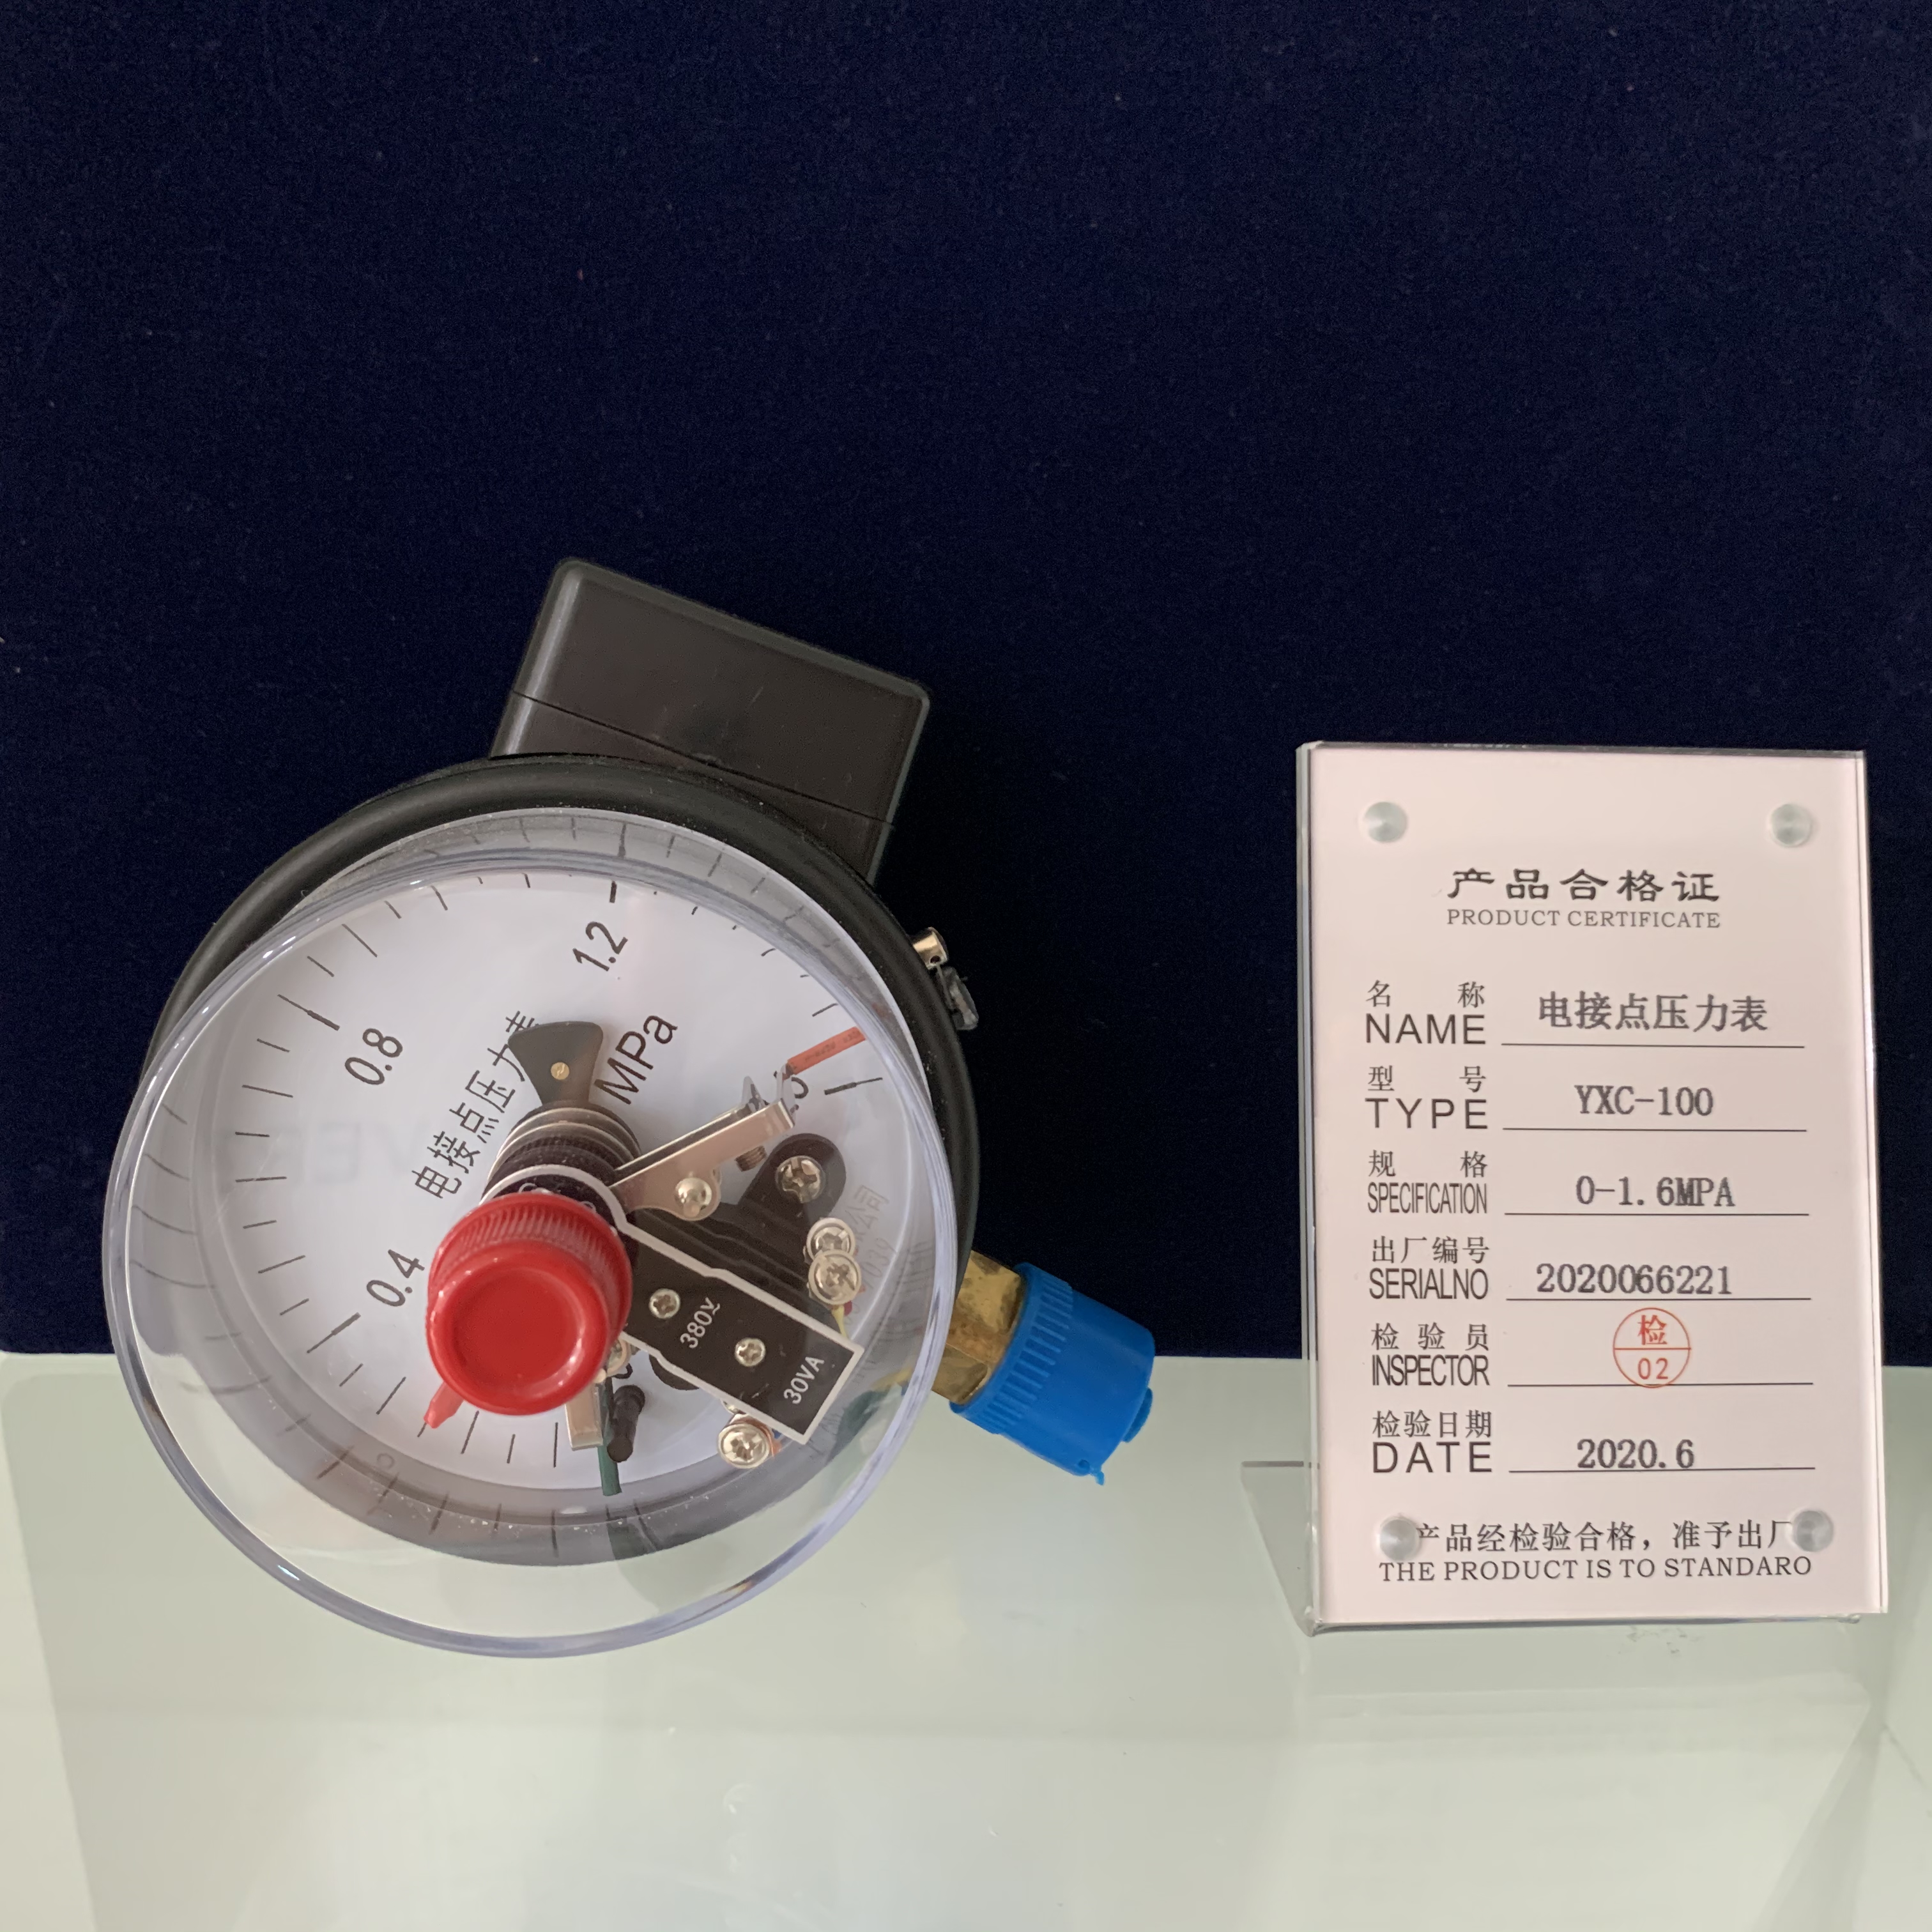 1.2
0.8
0.4
MPa
电接点压力表
380~
30VA
产品合格证
PRODUCT CERTIFICATE
名 称
NAME 电接点压力表
型 号
TYPE YXC-100
规 格
SPECIFICATION 0-1.6MPA
出厂编号
SERIALNO 2020066221
检 验 员
INSPECTOR 检 02
检验日期
DATE 2020.6
产品经检验合格，准予出厂
THE PRODUCT IS TO STANDARO